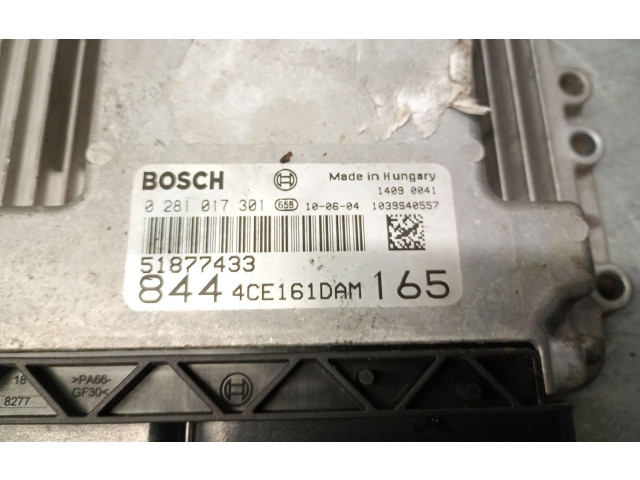 BOSCH Made in Hungary
1409 0041
0 281 017 301 658 10-06-04 1039S40557
51877433
844 4CE161DAM 165
18 >PA66-
8277 GF30<